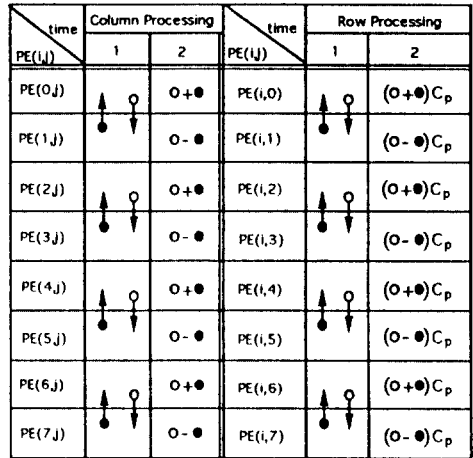 time Column Processing time Row Processing
PE(i,j) 1 2 PE(i,j) 1 2
PE(0,j) O+● PE(i,0) (O+●)Cp
PE(1,j) O-● PE(i,1) (O-●)Cp
PE(2,j) O+● PE(i,2) (O+●)Cp
PE(3,j) O-● PE(i,3) (O-●)Cp
PE(4,j) O+● PE(i,4) (O+●)Cp
PE(5,j) O-● PE(i,5) (O-●)Cp
PE(6,j) O+● PE(i,6) (O+●)Cp
PE(7,j) O-● PE(i,7) (O-●)Cp